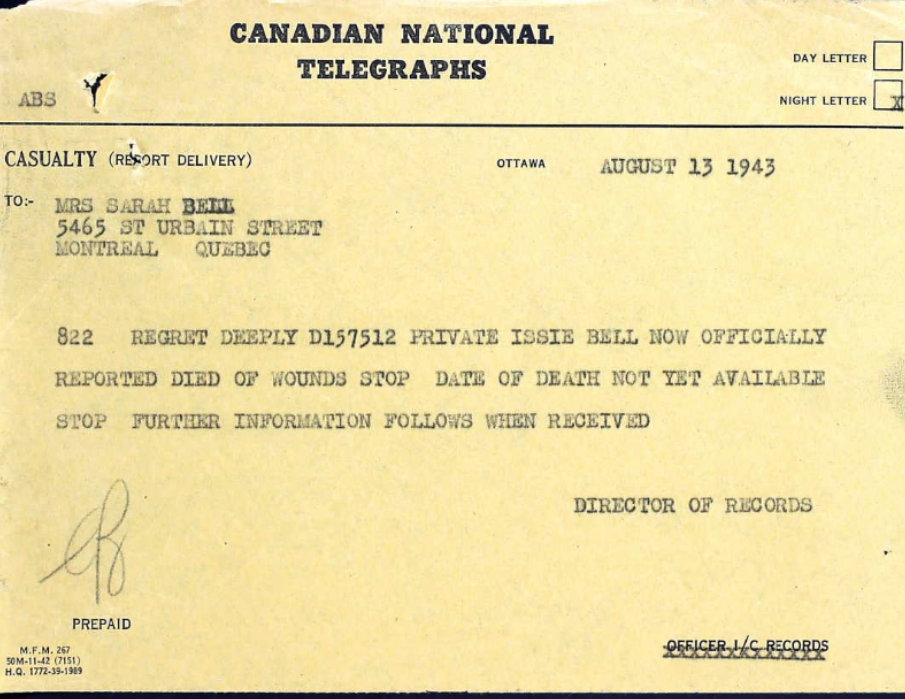 CANADIAN NATIONAL
TELEGRAPHS
DAY LETTER
ABS
NIGHT LETTER X
CASUALTY (REPORT DELIVERY) OTTAWA AUGUST 13 1943
TO:- MRS SARAH BELL
5465 ST URBAIN STREET
MONTREAL QUEBEC
822 REGRET DEEPLY D157512 PRIVATE ISSIE BELL NOW OFFICIALLY
REPORTED DIED OF WOUNDS STOP DATE OF DEATH NOT YET AVAILABLE
STOP FURTHER INFORMATION FOLLOWS WHEN RECEIVED
DIRECTOR OF RECORDS
PREPAID
OFFICER I/C RECORDS
M.F.M. 267
50M-11-42 (7151)
H.Q. 1772-39-1989